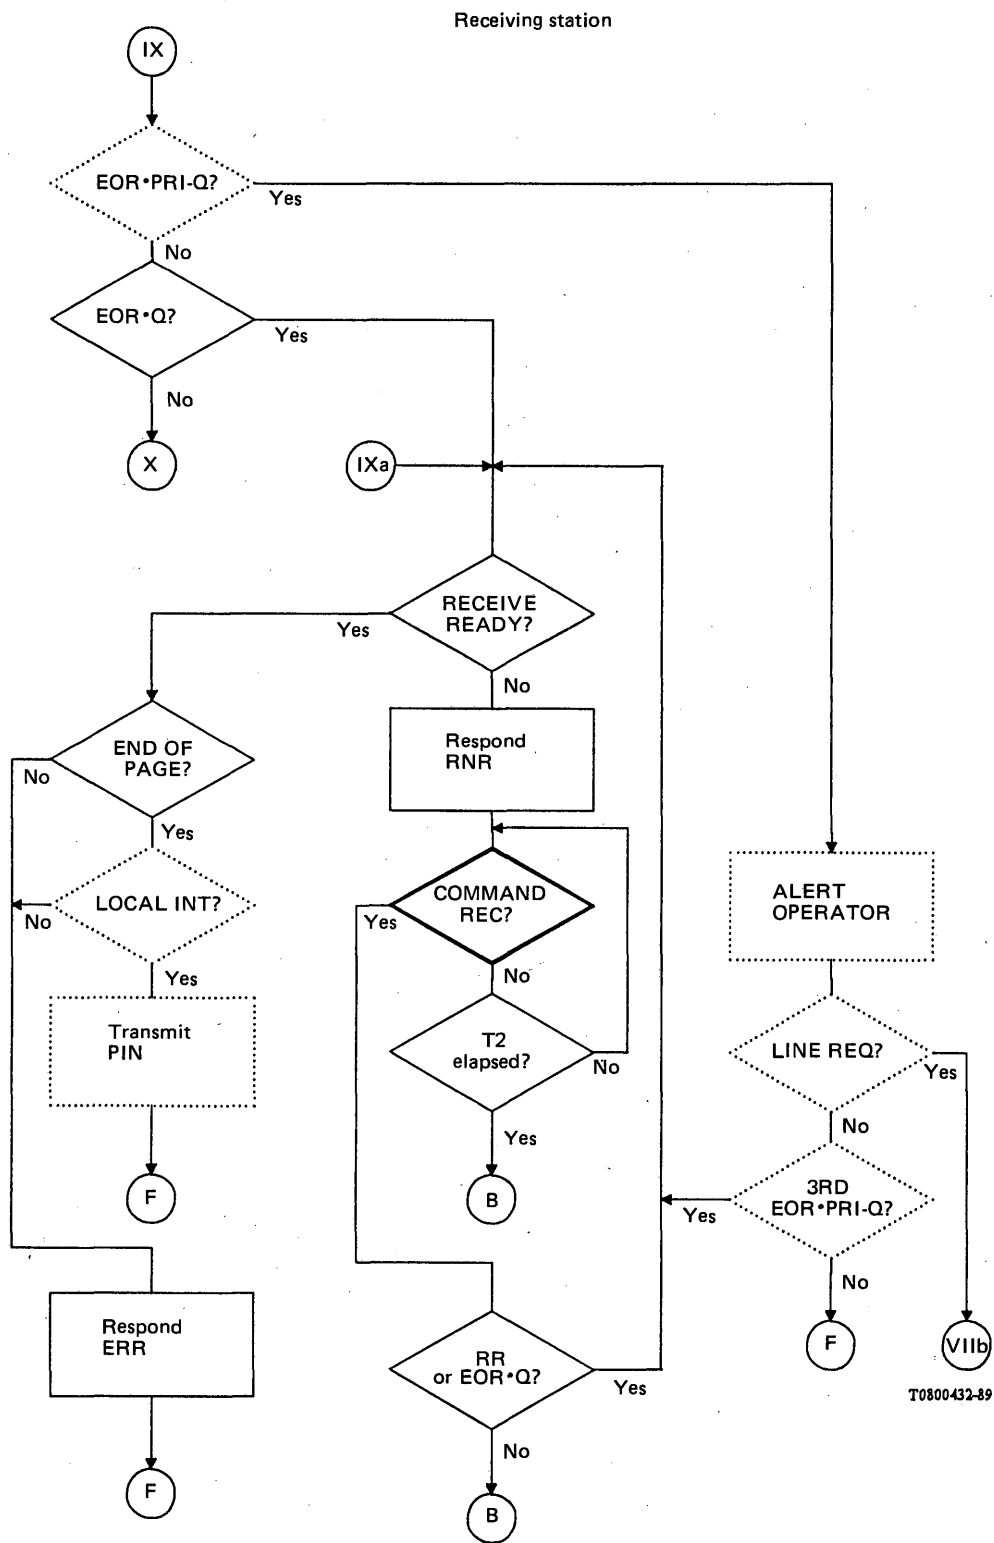 Receiving station
IX
EOR•PRI-Q?
Yes
No
EOR•Q?
Yes
No
X
IXa
RECEIVE
READY?
Yes
No
END OF
PAGE?
No
Yes
Respond
RNR
LOCAL INT?
No
Yes
COMMAND
REC?
Yes
No
ALERT
OPERATOR
Transmit
PIN
T2
elapsed?
No
Yes
LINE REQ?
Yes
No
F
B
3RD
EOR•PRI-Q?
Yes
No
Respond
ERR
RR
or EOR•Q?
Yes
No
F
VIIb
T0800432-89
F
B